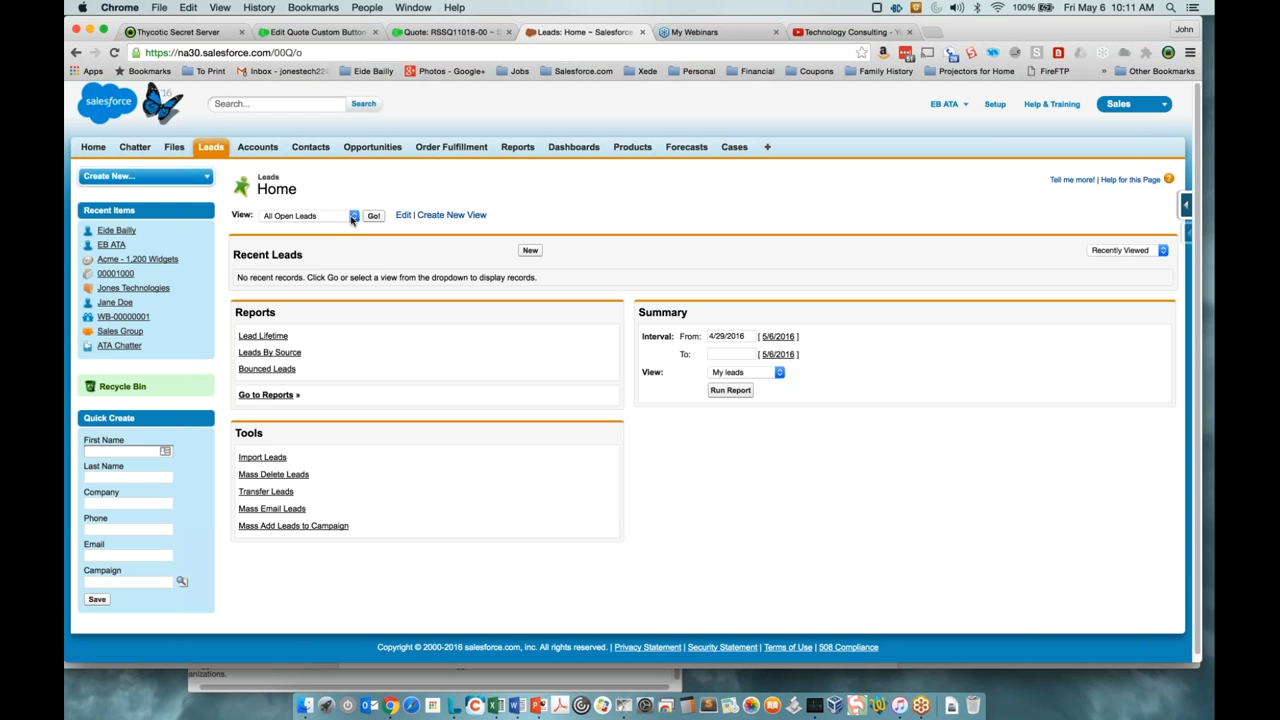 Chrome File Edit View History Bookmarks People Window Help
100% Fri May 6 10:11 AM
Thycotic Secret Server
Edit Quote Custom Button
Quote: RSSQ11018-00 ~ S
Leads: Home ~ Salesforce
My Webinars
Technology Consulting - Yo
John
https://na30.salesforce.com/00Q/o
Apps Bookmarks To Print Inbox - jonestech22 Eide Bailly Photos - Google+ Jobs Salesforce.com Xede Personal Financial Coupons Family History Projectors for Home FireFTP » Other Bookmarks
salesforce
'16
Search...
Search
EB ATA Setup Help & Training Sales
Home Chatter Files Leads Accounts Contacts Opportunities Order Fulfillment Reports Dashboards Products Forecasts Cases +
Create New...
Recent Items
Eide Bailly
EB ATA
Acme - 1,200 Widgets
00001000
Jones Technologies
Jane Doe
WB-00000001
Sales Group
ATA Chatter
Recycle Bin
Quick Create
First Name
Last Name
Company
Phone
Email
Campaign
Save
Leads
Home
Tell me more! | Help for this Page ?
View: All Open Leads Go! Edit | Create New View
Recent Leads New Recently Viewed
No recent records. Click Go or select a view from the dropdown to display records.
Reports
Lead Lifetime
Leads By Source
Bounced Leads
Go to Reports »
Summary
Interval: From: 4/29/2016 [ 5/6/2016 ]
To: [ 5/6/2016 ]
View: My leads
Run Report
Tools
Import Leads
Mass Delete Leads
Transfer Leads
Mass Email Leads
Mass Add Leads to Campaign
Copyright © 2000-2016 salesforce.com, inc. All rights reserved. | Privacy Statement | Security Statement | Terms of Use | 508 Compliance
anizations.